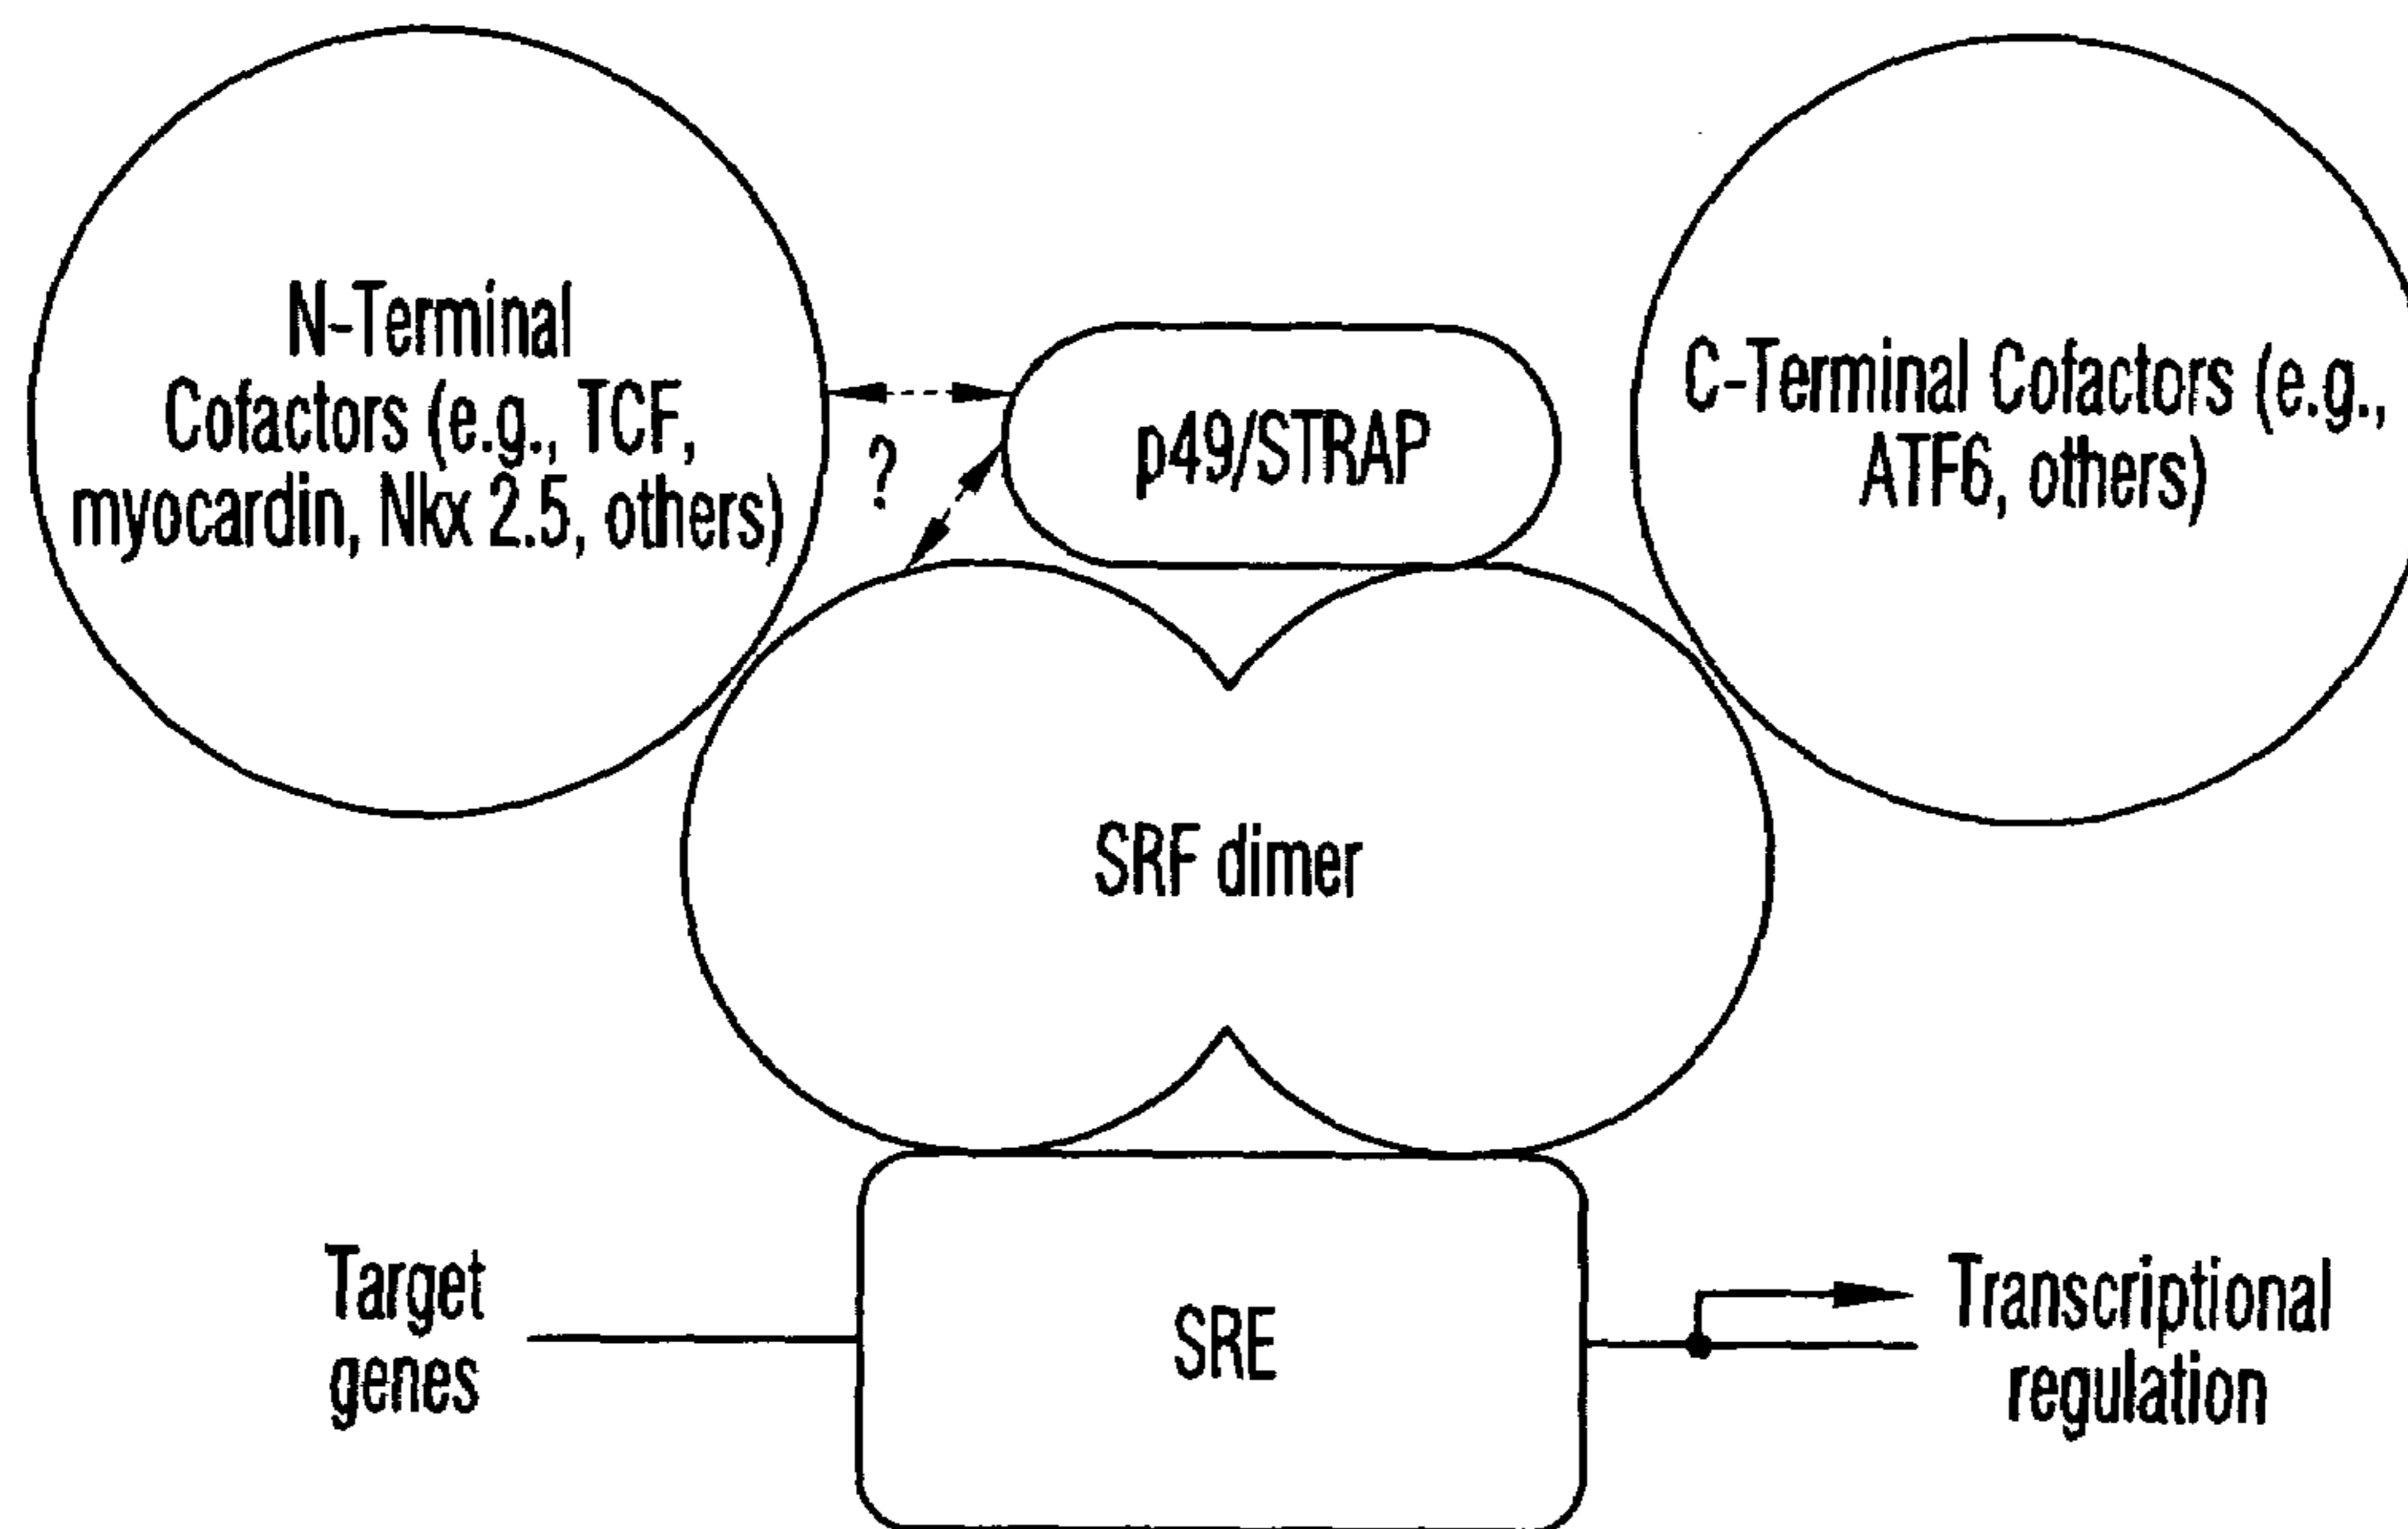 N-Terminal
Cofactors (e.g., TCF,
myocardin, Nkx 2.5, others)
?
p49/STRAP
C-Terminal Cofactors (e.g.,
ATF6, others)
SRF dimer
Target
genes
SRE
Transcriptional
regulation